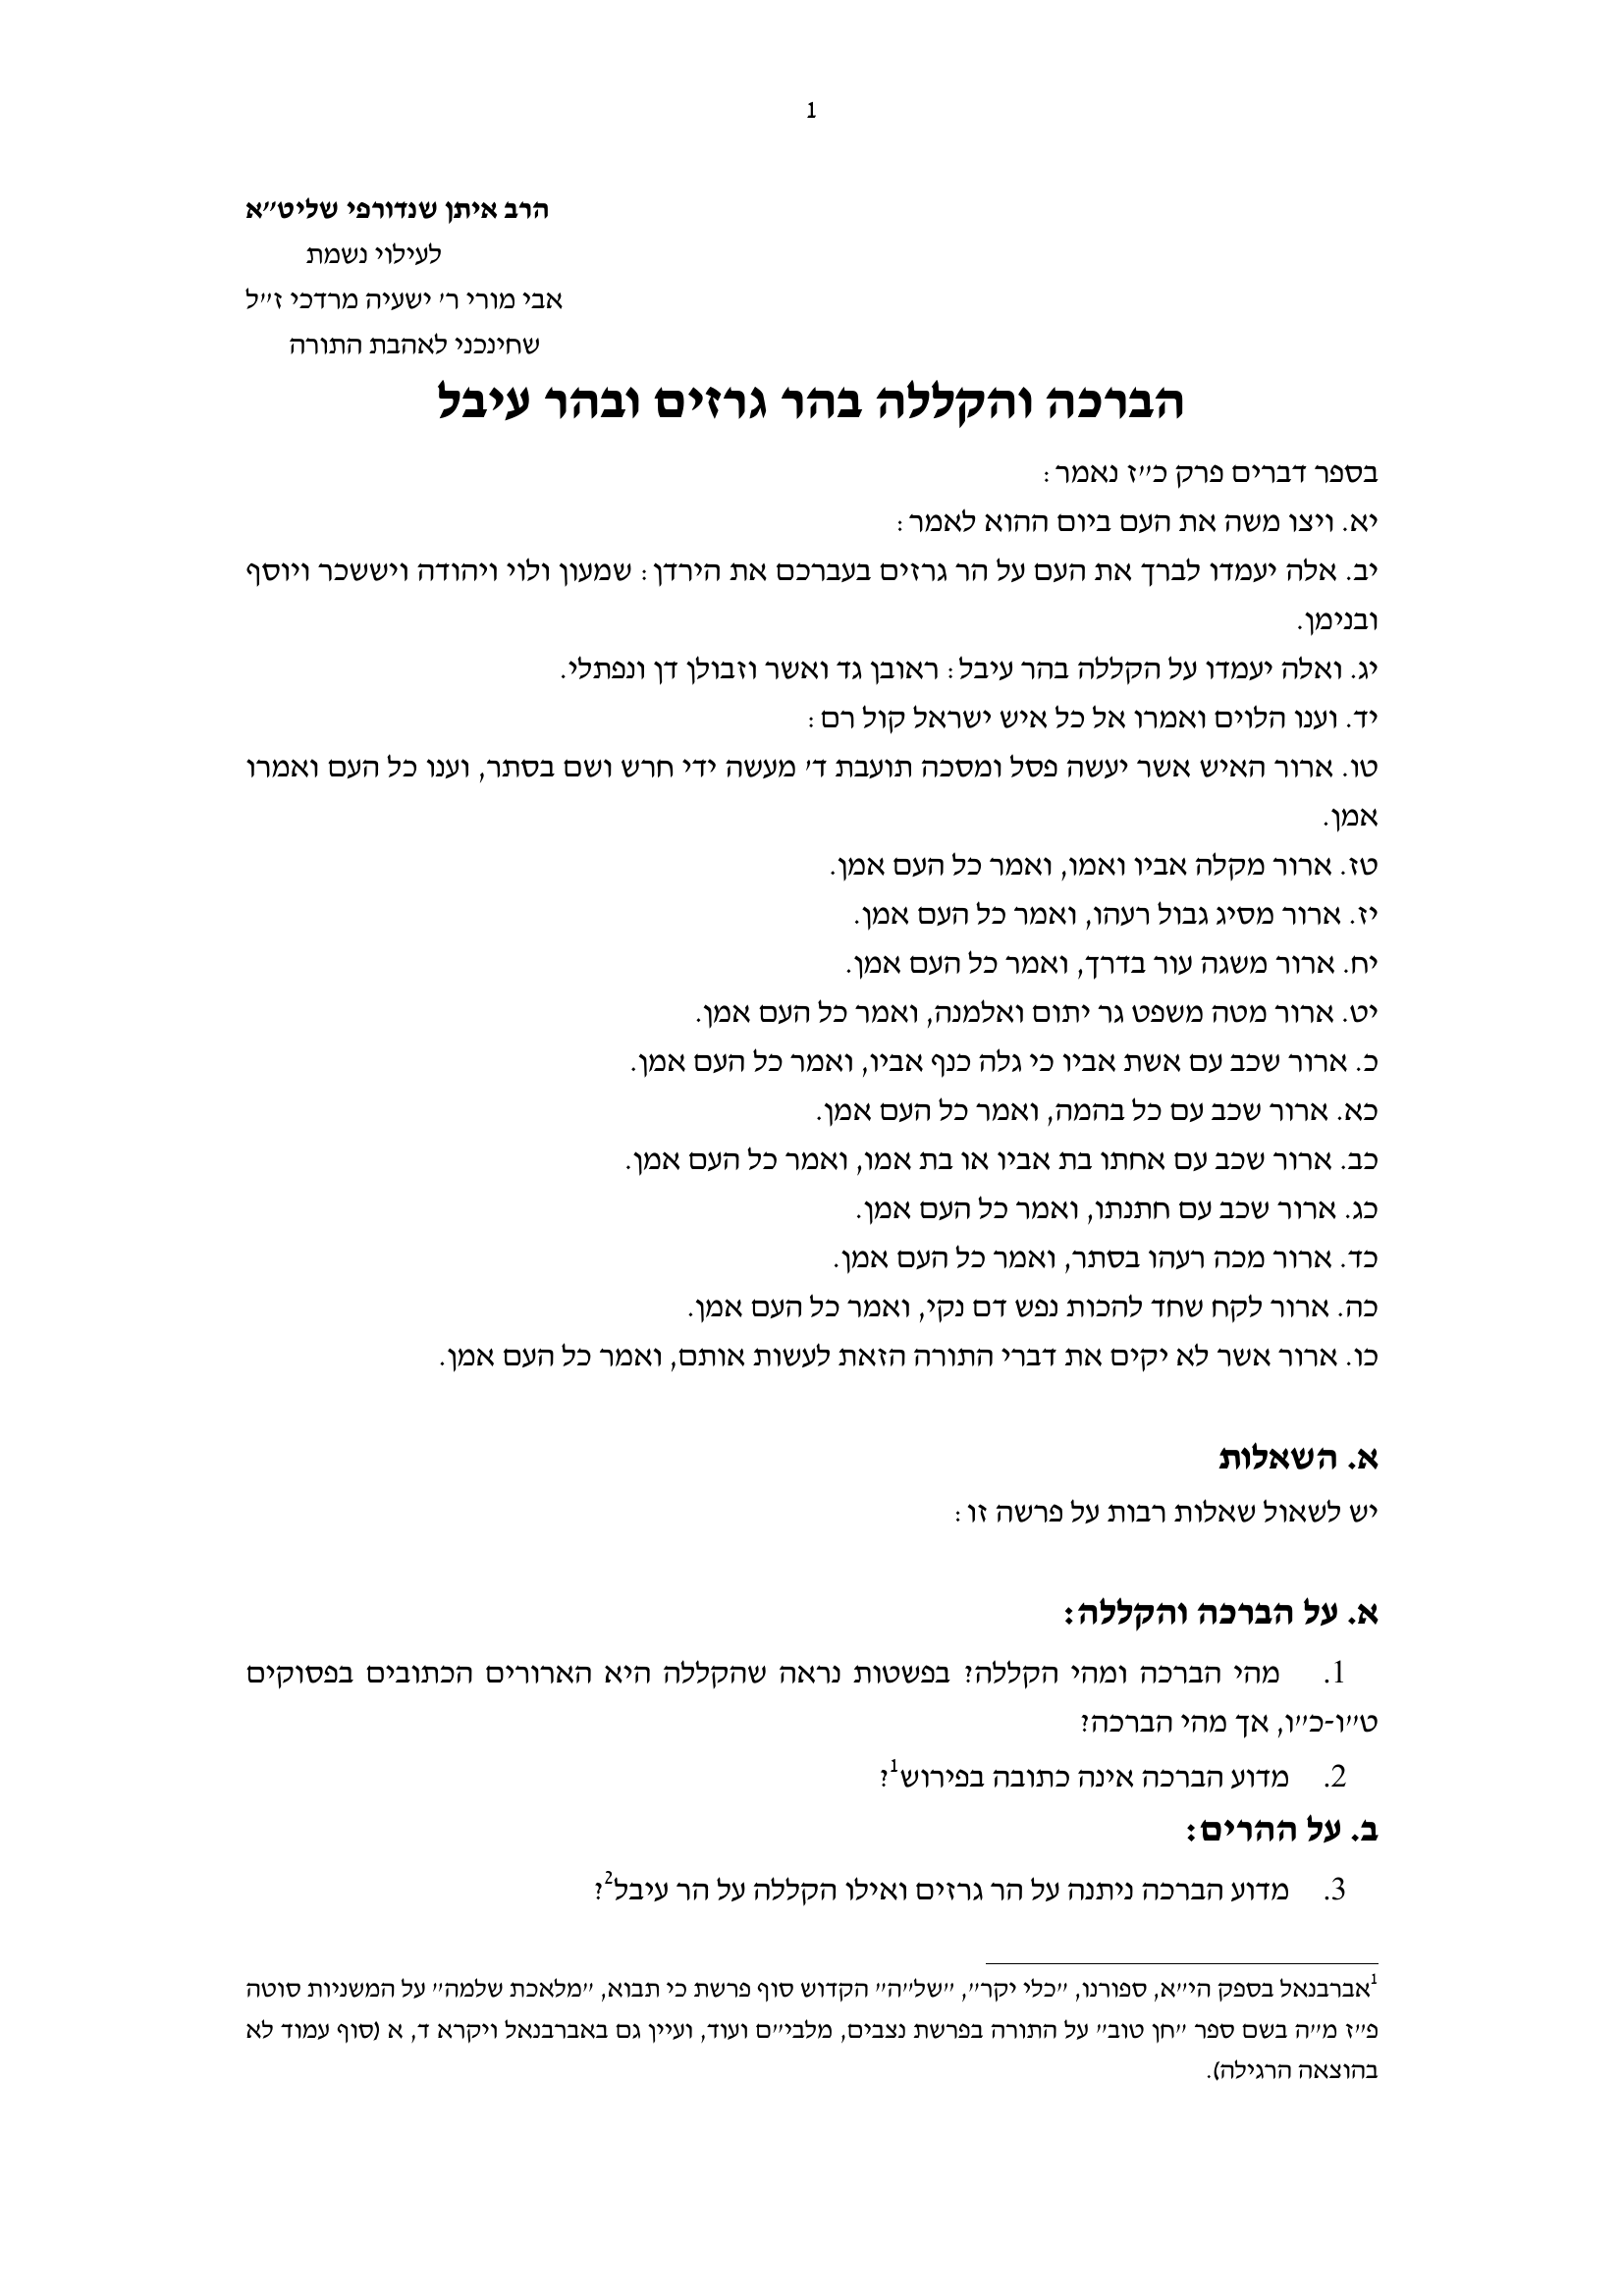 1
הרב איתן שנדורפי שליט"א
לעילוי נשמת
אבי מורי ר' ישעיה מרדכי ז"ל
שחינכני לאהבת התורה
הברכה והקללה בהר גרזים ובהר עיבל
בספר דברים פרק כ"ז נאמר:
יא. ויצו משה את העם ביום ההוא לאמר:
יב. אלה יעמדו לברך את העם על הר גרזים בעברכם את הירדן: שמעון ולוי ויהודה ויששכר ויוסף
ובנימן.
יג. ואלה יעמדו על הקללה בהר עיבל: ראובן גד ואשר וזבולן דן ונפתלי.
יד. וענו הלוים ואמרו אל כל איש ישראל קול רם:
טו. ארור האיש אשר יעשה פסל ומסכה תועבת ד' מעשה ידי חרש ושם בסתר, וענו כל העם ואמרו
אמן.
טז. ארור מקלה אביו ואמו, ואמר כל העם אמן.
יז. ארור מסיג גבול רעהו, ואמר כל העם אמן.
יח. ארור משגה עור בדרך, ואמר כל העם אמן.
יט. ארור מטה משפט גר יתום ואלמנה, ואמר כל העם אמן.
כ. ארור שכב עם אשת אביו כי גלה כנף אביו, ואמר כל העם אמן.
כא. ארור שכב עם כל בהמה, ואמר כל העם אמן.
כב. ארור שכב עם אחתו בת אביו או בת אמו, ואמר כל העם אמן.
כג. ארור שכב עם חתנתו, ואמר כל העם אמן.
כד. ארור מכה רעהו בסתר, ואמר כל העם אמן.
כה. ארור לקח שחד להכות נפש דם נקי, ואמר כל העם אמן.
כו. ארור אשר לא יקים את דברי התורה הזאת לעשות אותם, ואמר כל העם אמן.
א. השאלות
יש לשאול שאלות רבות על פרשה זו:
א. על הברכה והקללה:
1. מהי הברכה ומהי הקללה? בפשטות נראה שהקללה היא הארורים הכתובים בפסוקים
ט"ו-כ"ו, אך מהי הברכה?
2. מדוע הברכה אינה כתובה בפירוש1?
ב. על ההרים:
3. מדוע הברכה ניתנה על הר גרזים ואילו הקללה על הר עיבל2?
1אברבנאל בספק הי"א, ספורנו, "כלי יקר", "של"ה" הקדוש סוף פרשת כי תבוא, "מלאכת שלמה" על המשניות סוטה
פ"ז מ"ה בשם ספר "חן טוב" על התורה בפרשת נצבים, מלבי"ם ועוד, ועיין גם באברבנאל ויקרא ד, א (סוף עמוד לא
בהוצאה הרגילה).